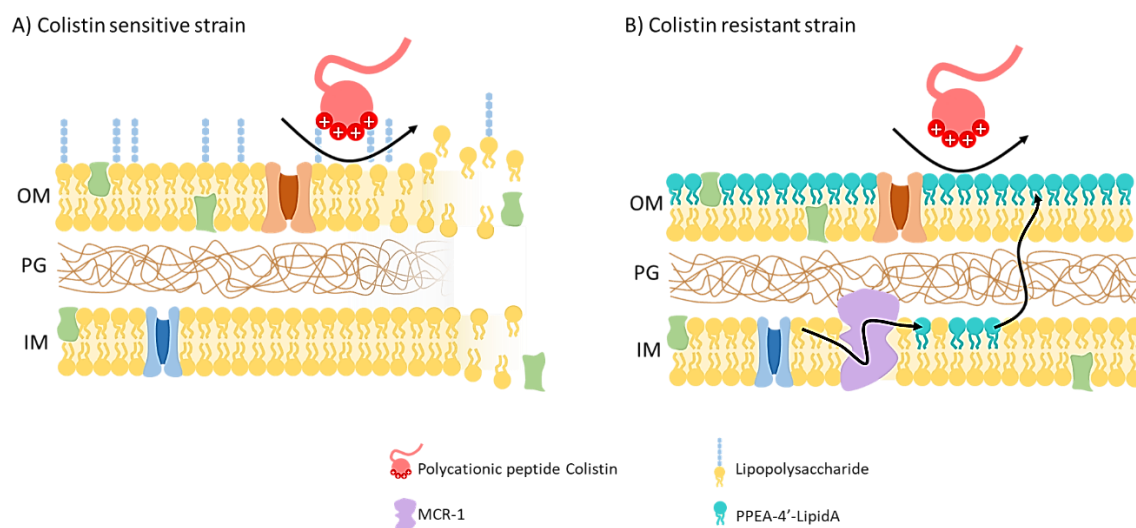 A) Colistin sensitive strain
B) Colistin resistant strain
+ + + +
+ + + +
OM
OM
PG
PG
IM
IM
Polycationic peptide Colistin
Lipopolysaccharide
MCR-1
PPEA-4’-LipidA